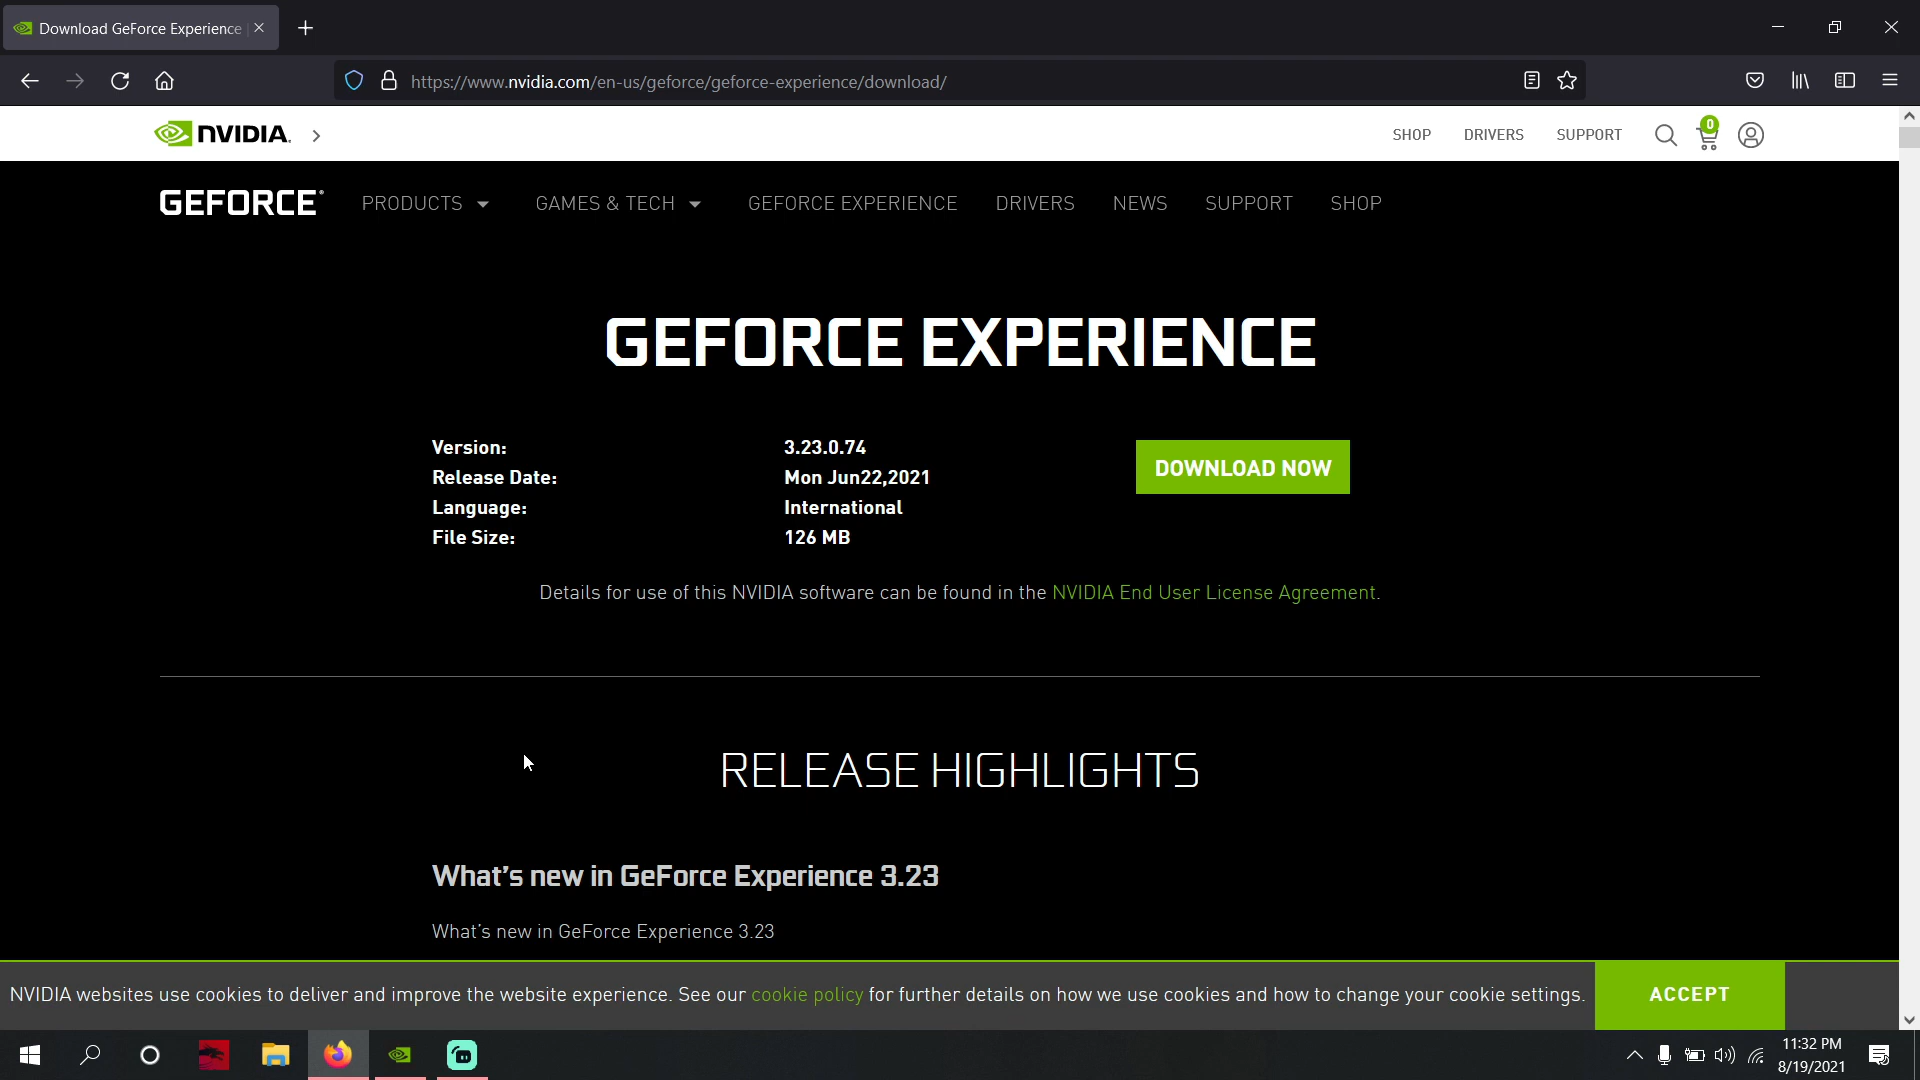 Download GeForce Experience
https://www.nvidia.com/en-us/geforce/geforce-experience/download/
NVIDIA.
SHOP
DRIVERS
SUPPORT
0
GEFORCE®
PRODUCTS
GAMES & TECH
GEFORCE EXPERIENCE
DRIVERS
NEWS
SUPPORT
SHOP
GEFORCE EXPERIENCE
Version: 3.23.0.74
DOWNLOAD NOW
Release Date: Mon Jun22,2021
Language: International
File Size: 126 MB
Details for use of this NVIDIA software can be found in the NVIDIA End User License Agreement.
RELEASE HIGHLIGHTS
What's new in GeForce Experience 3.23
What's new in GeForce Experience 3.23
NVIDIA websites use cookies to deliver and improve the website experience. See our cookie policy for further details on how we use cookies and how to change your cookie settings.
ACCEPT
11:32 PM
8/19/2021